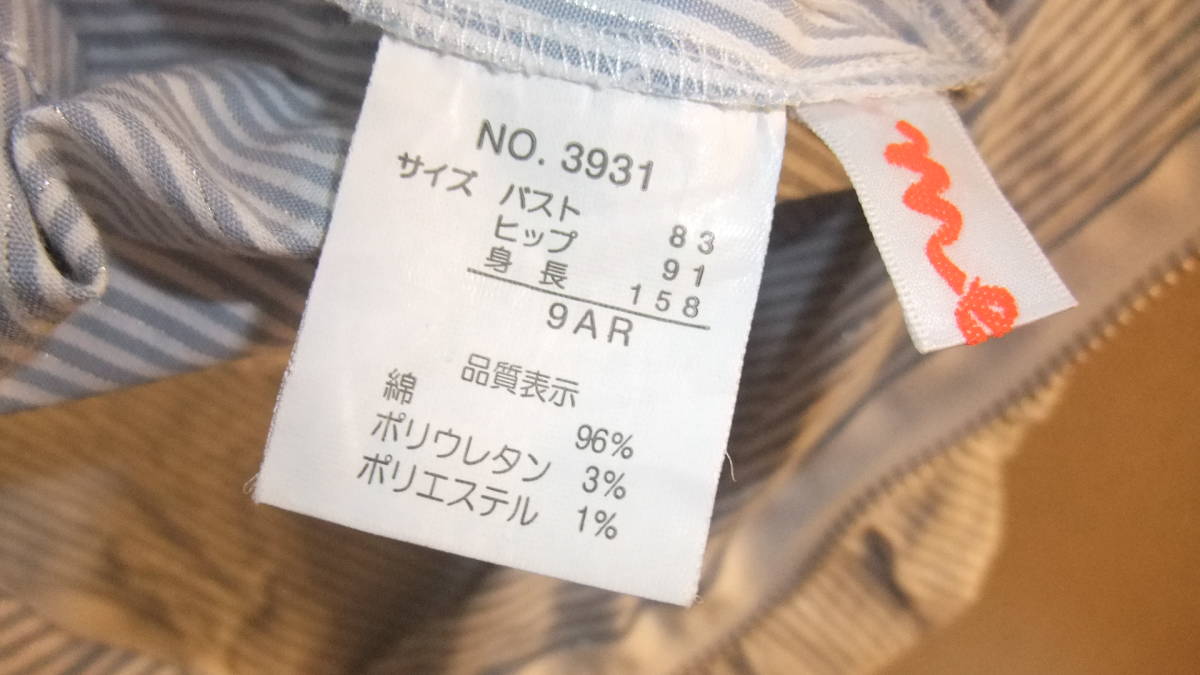 NO. 3931
サイズ バスト 83
ヒップ 91
身長 158
9AR
品質表示
綿 96%
ポリウレタン 3%
ポリエステル 1%